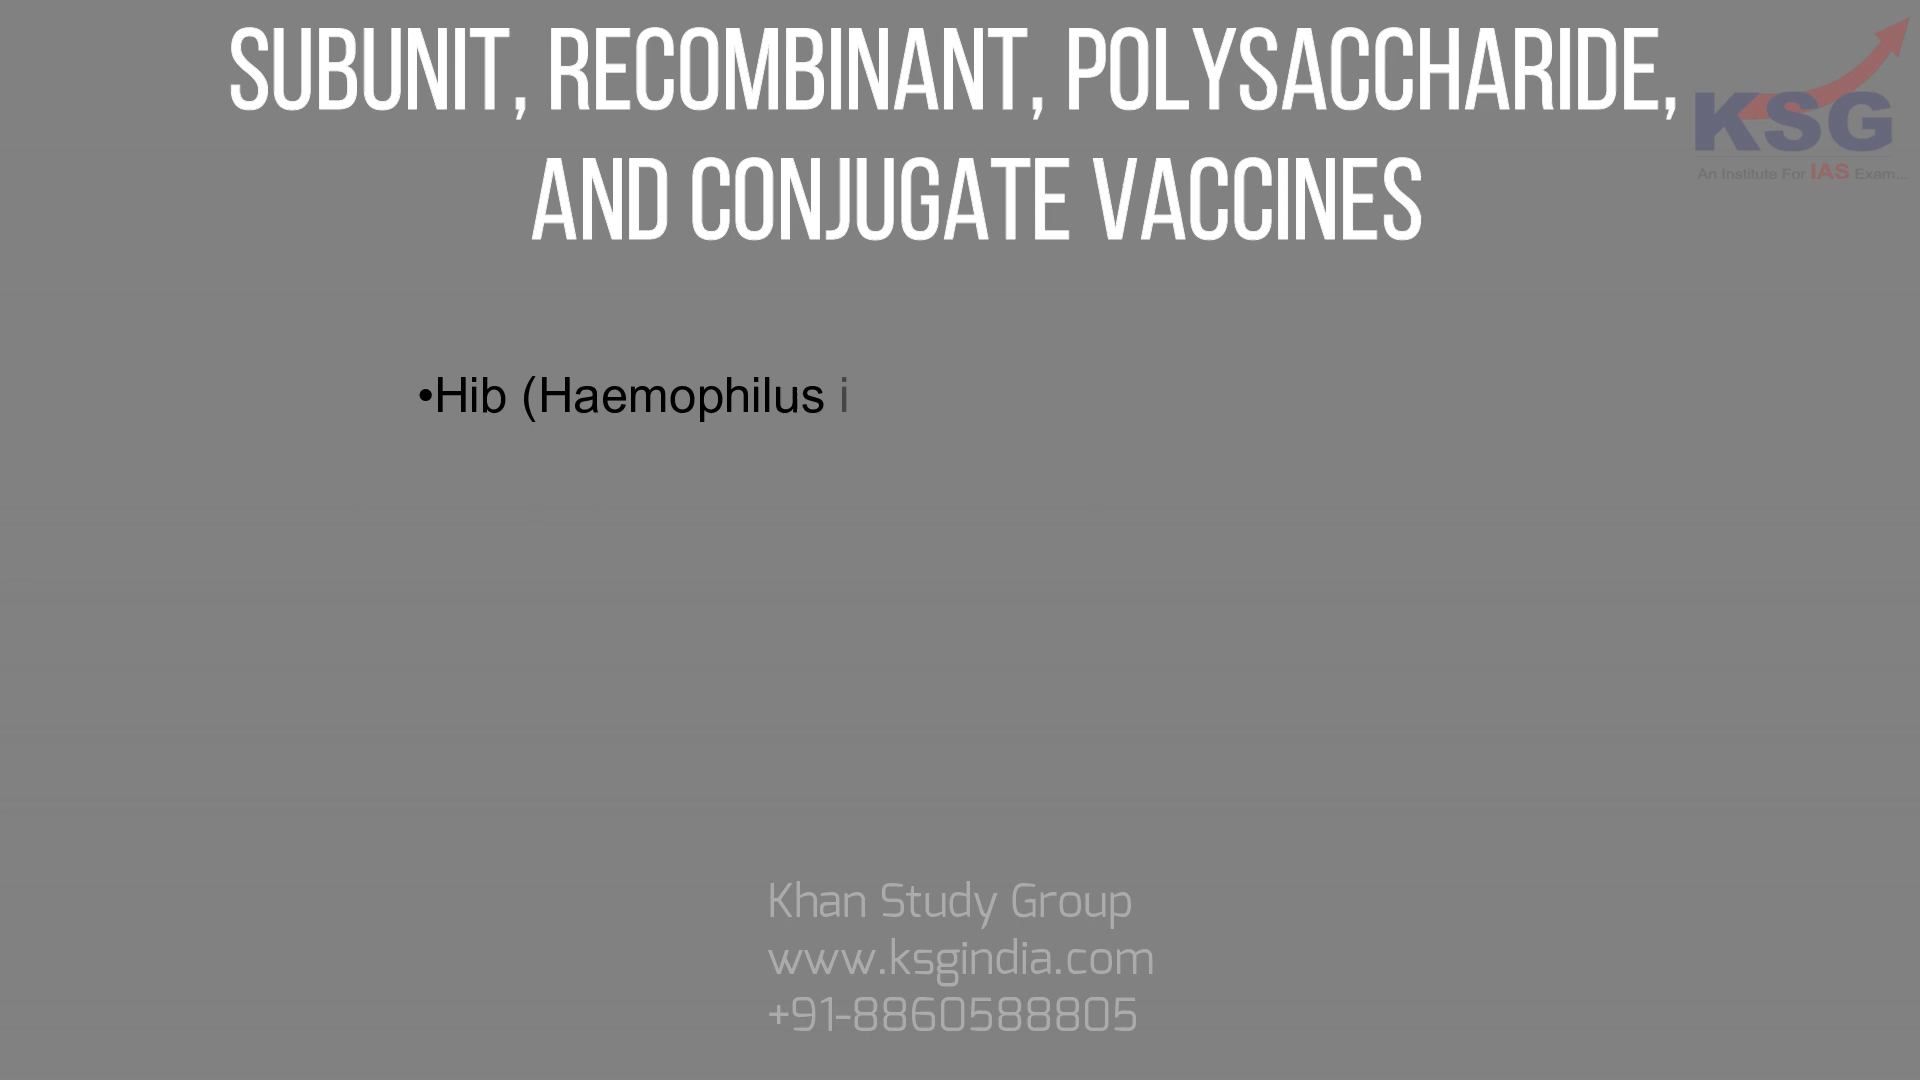 SUBUNIT, RECOMBINANT, POLYSACCHARIDE,
AND CONJUGATE VACCINES
KSG
An Institute For IAS Exam...
•Hib (Haemophilus i
Khan Study Group
www.ksgindia.com
+91-8860588805